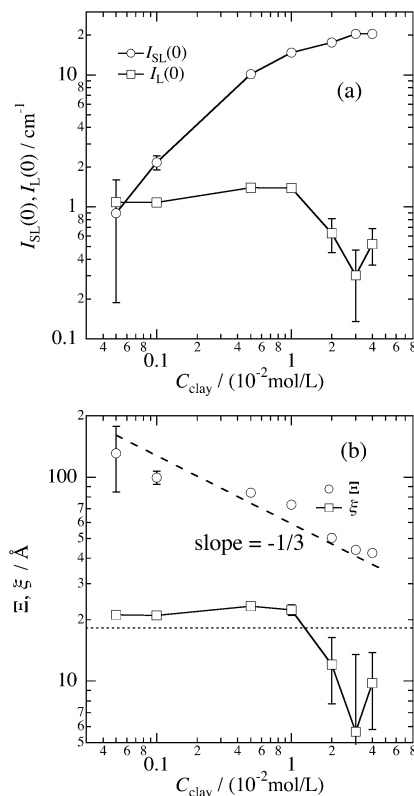 2
10
8
6
4
2
1
8
6
4
2
0.1
I_SL(0)
I_L(0)
(a)
I_SL(0), I_L(0) / cm^-1
4 6 8 0.1 2 4 6 8 1 2 4 6 8
C_clay / (10^-2mol/L)
2
100
8
6
5
4
3
2
10
9
8
7
6
5
(b)
Ξ
ξ
slope = -1/3
Ξ, ξ / Å
4 6 8 0.1 2 4 6 8 1 2 4 6 8
C_clay / (10^-2mol/L)